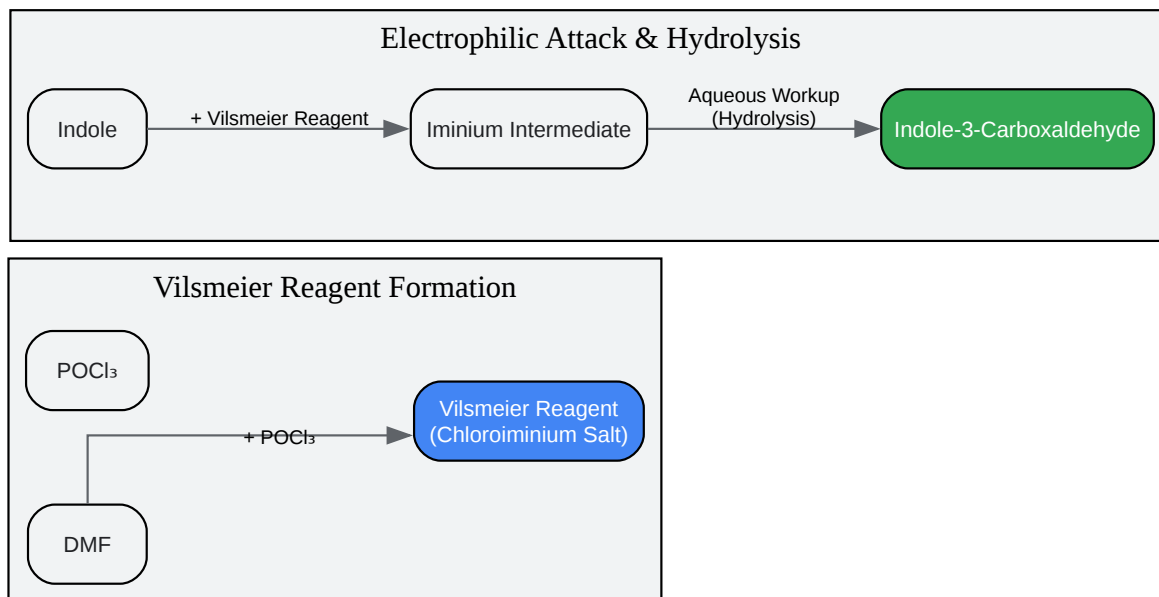 Electrophilic Attack & Hydrolysis
Indole
+ Vilsmeier Reagent
Iminium Intermediate
Aqueous Workup
(Hydrolysis)
Indole-3-Carboxaldehyde
Vilsmeier Reagent Formation
POCl₃
DMF
+ POCl₃
Vilsmeier Reagent
(Chloroiminium Salt)